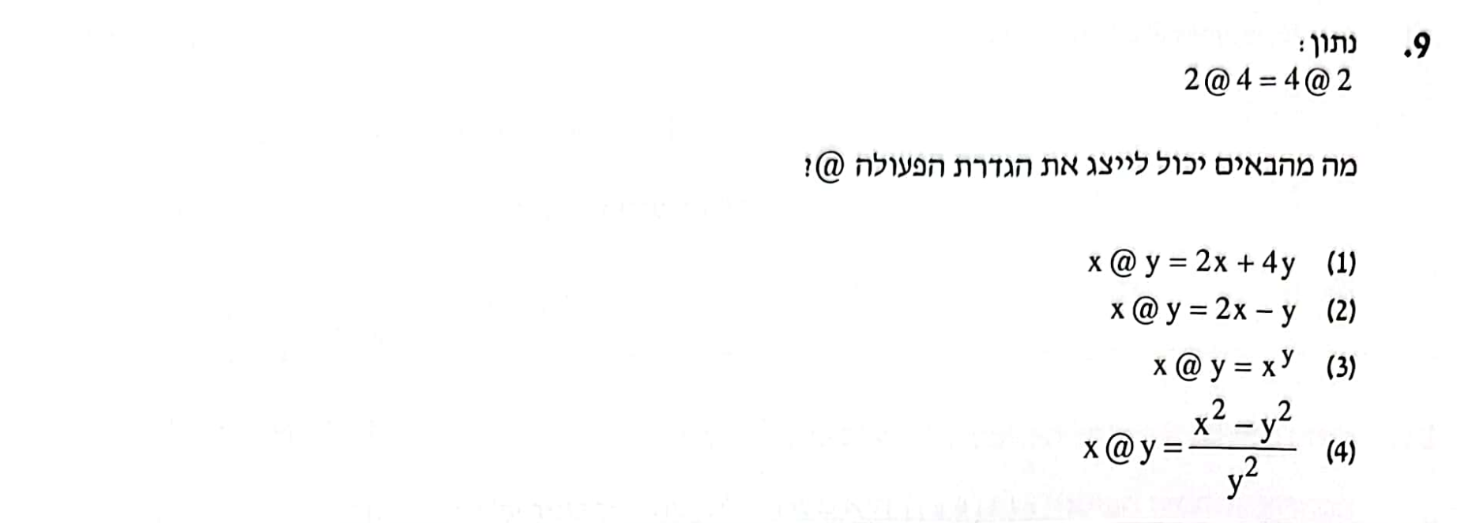 9. נתון:
2 @ 4 = 4 @ 2
מה מהבאים יכול לייצג את הגדרת הפעולה @?
(1) x @ y = 2x + 4y
(2) x @ y = 2x − y
(3) x @ y = x^y
(4) x @ y = (x^2 − y^2) / y^2